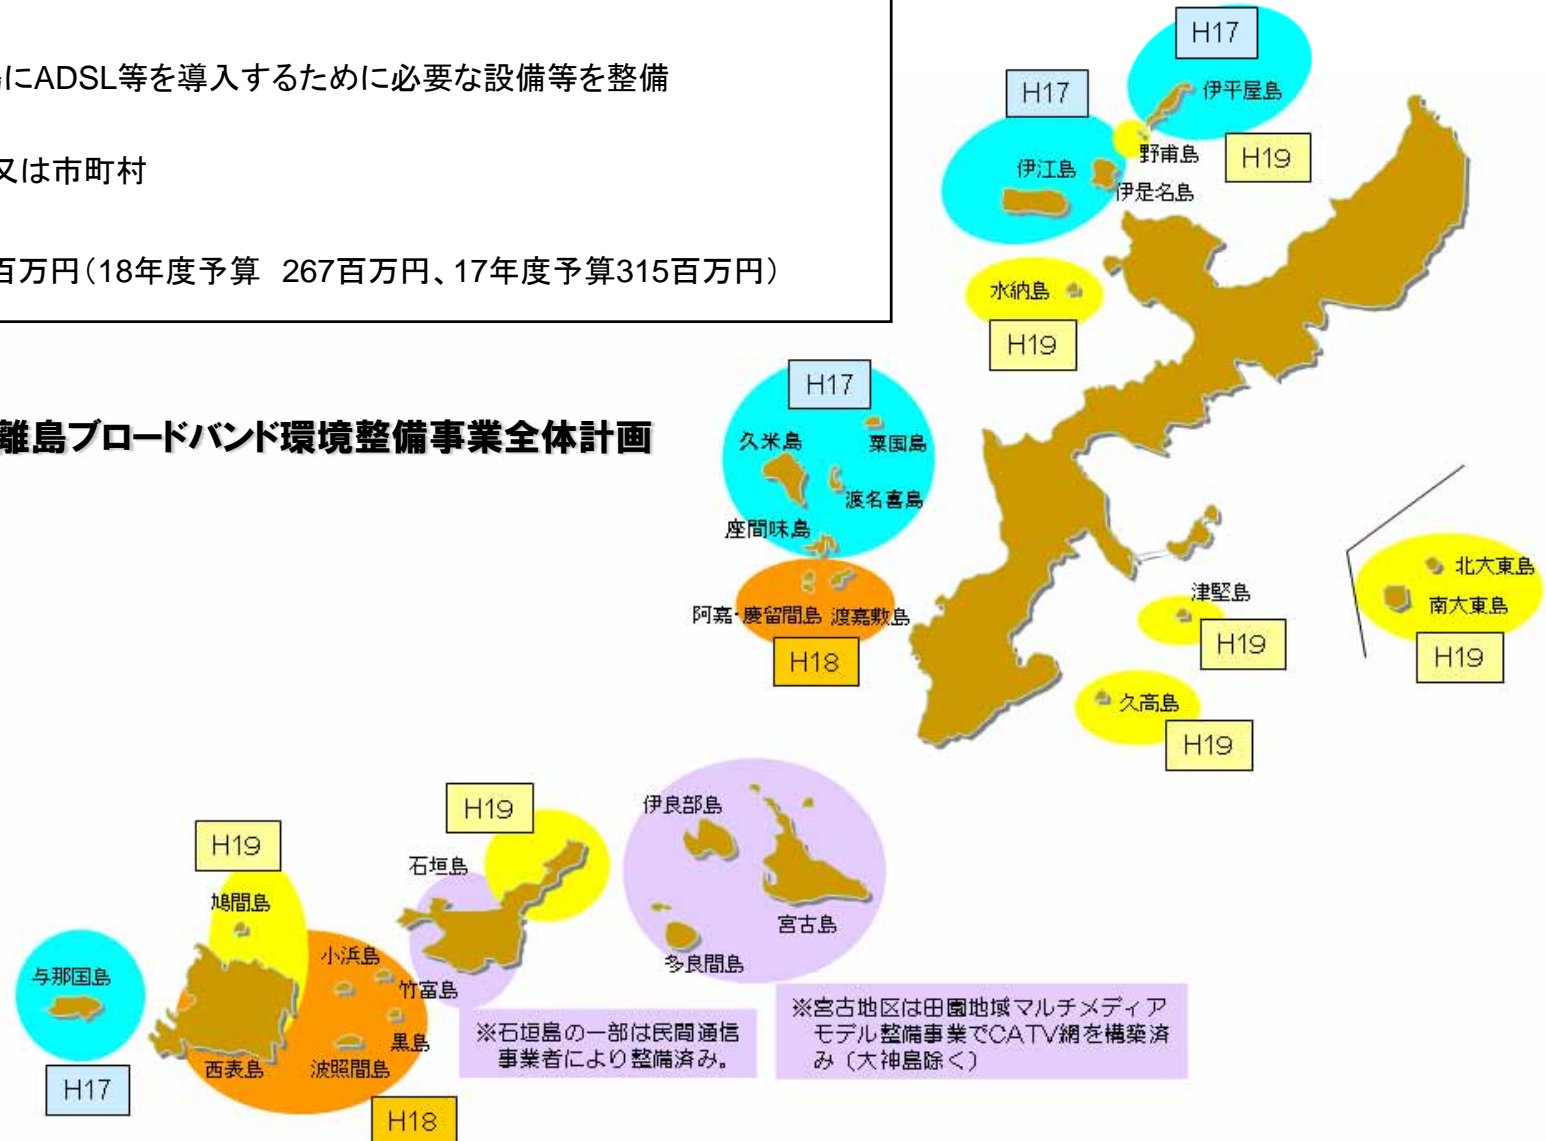 にADSL等を導入するために必要な設備等を整備
又は市町村
百万円（18年度予算　267百万円、17年度予算315百万円）
離島ブロードバンド環境整備事業全体計画
H17
伊平屋島
H17
野甫島
H19
伊江島
伊是名島
水納島
H19
H17
久米島
粟国島
渡名喜島
座間味島
阿嘉・慶留間島
渡嘉敷島
H18
北大東島
南大東島
H19
津堅島
H19
久高島
H19
伊良部島
宮古島
多良間島
H19
石垣島
H19
鳩間島
小浜島
竹富島
黒島
与那国島
西表島
波照間島
H17
H18
※石垣島の一部は民間通信
事業者により整備済み。
※宮古地区は田園地域マルチメディア
モデル整備事業でCATV網を構築済
み（大神島除く）